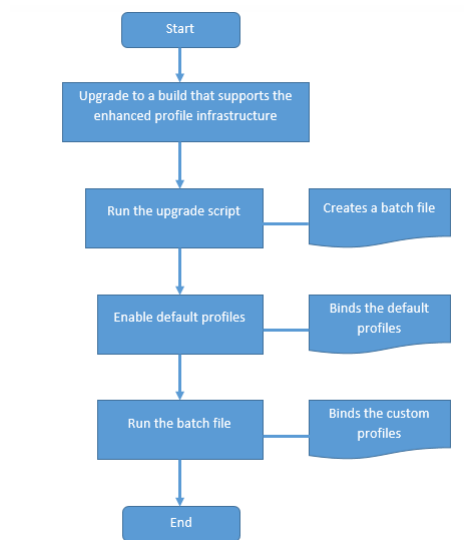 Start
Upgrade to a build that supports the
enhanced profile infrastructure
Run the upgrade script
Creates a batch file
Enable default profiles
Binds the default
profiles
Run the batch file
Binds the custom
profiles
End